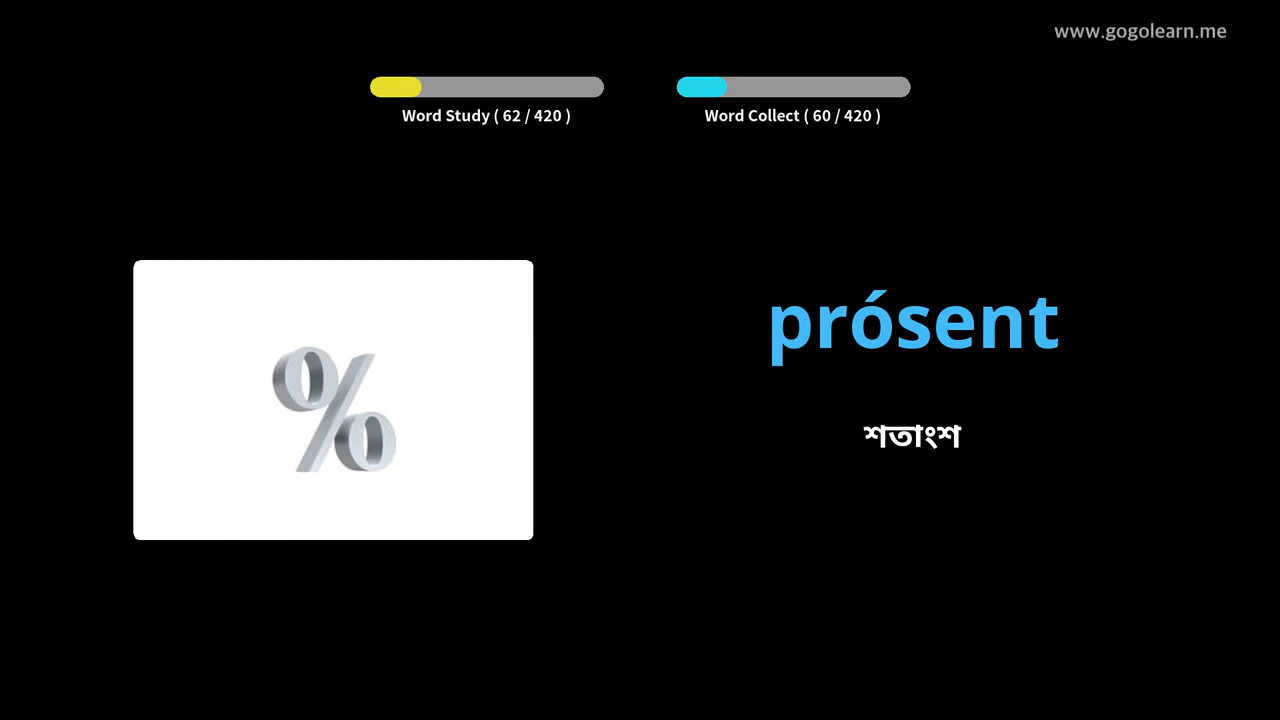 www.gogolearn.me
Word Study ( 62 / 420 )
Word Collect ( 60 / 420 )
%
prósent
শতাংশ